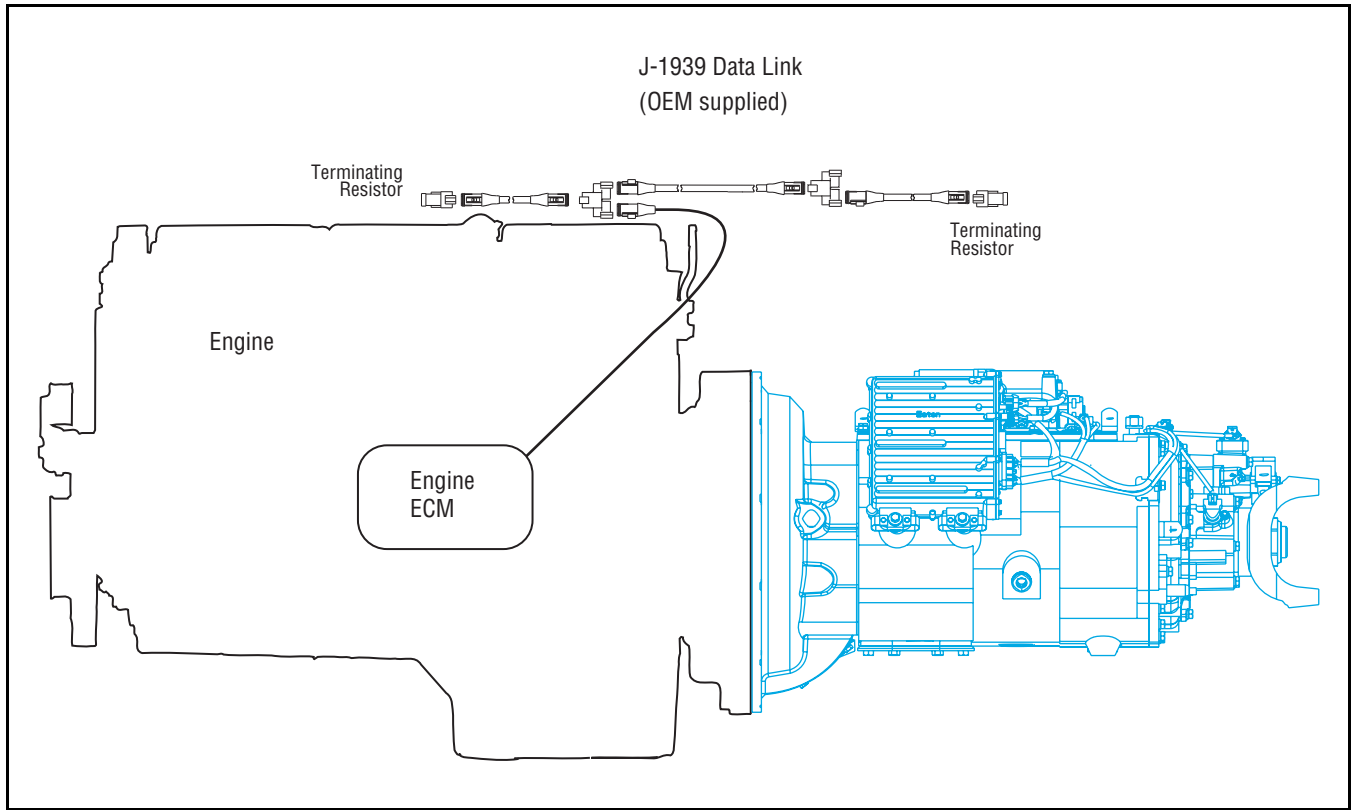 J-1939 Data Link
(OEM supplied)
Terminating
Resistor
Terminating
Resistor
Engine
Engine
ECM
Eaton